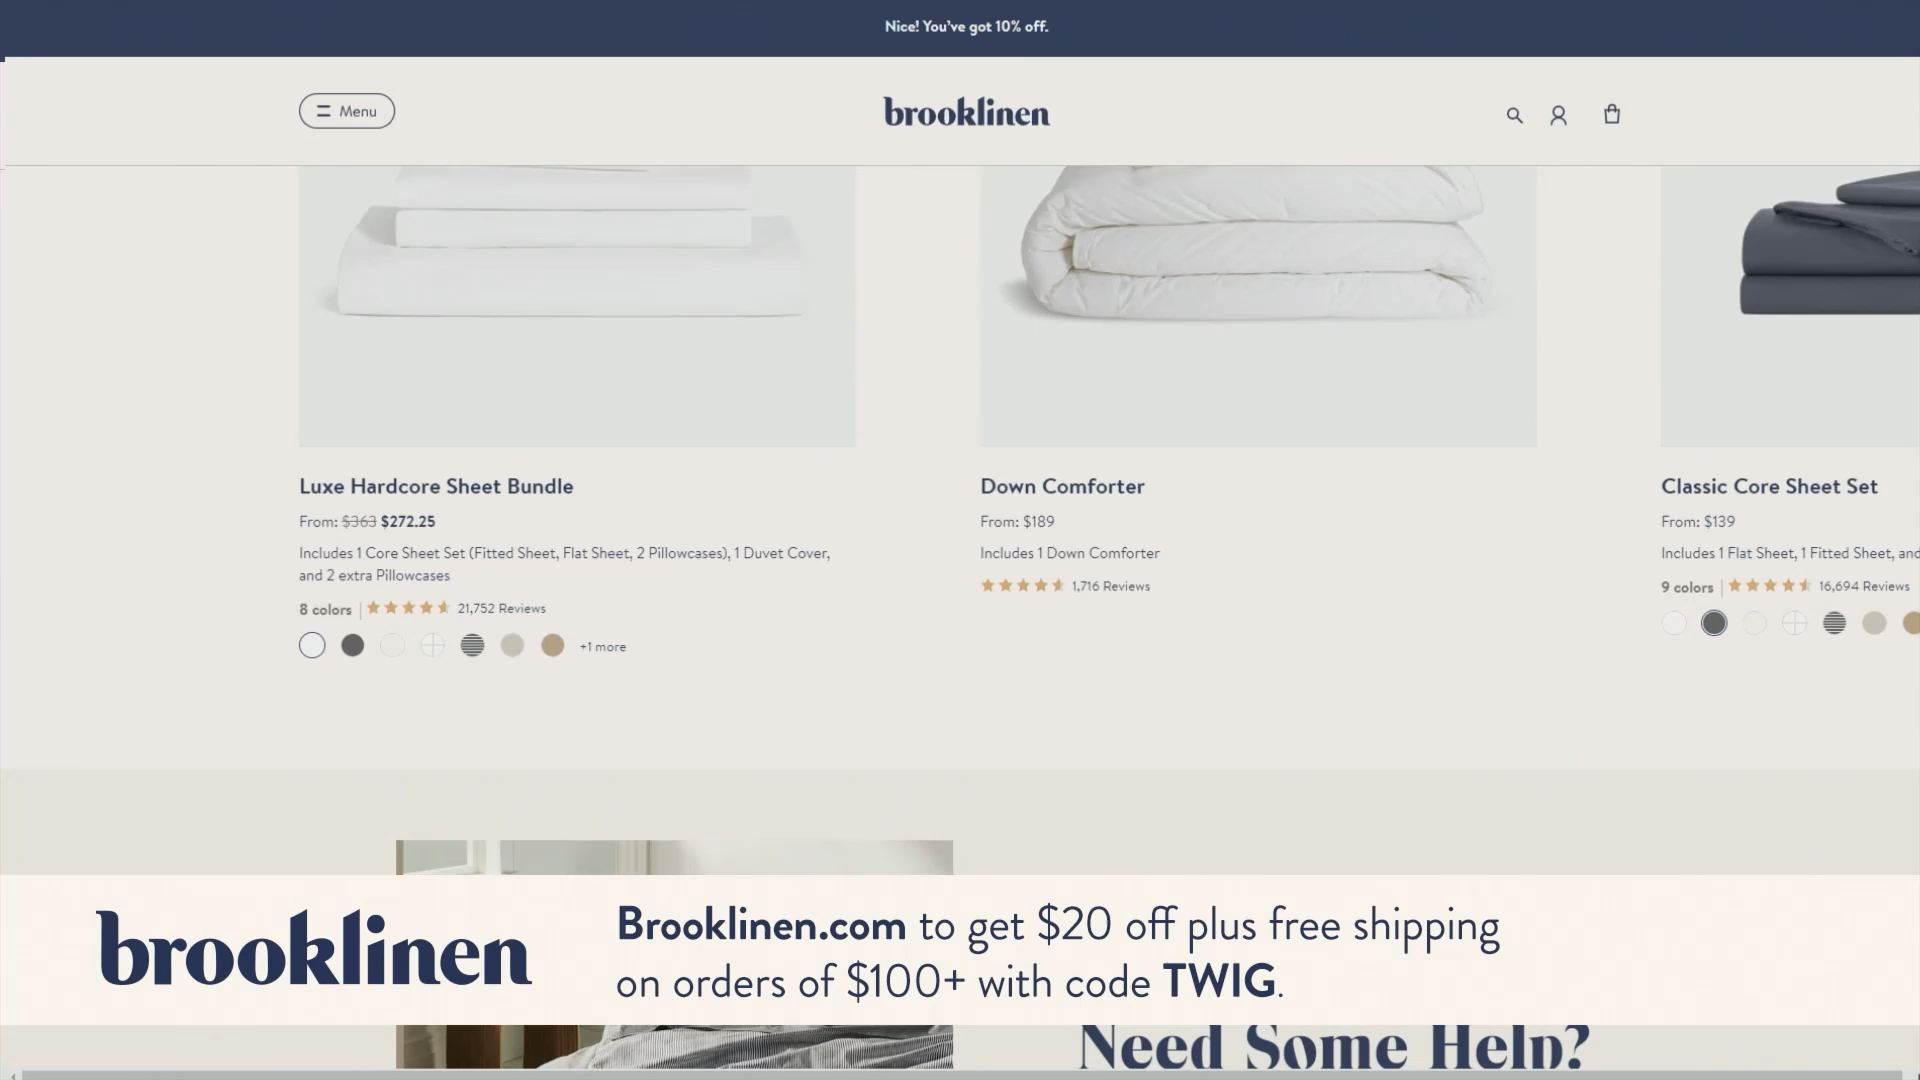 Nice! You've got 10% off.
Menu
brooklinen
Luxe Hardcore Sheet Bundle
From: $363 $272.25
Includes 1 Core Sheet Set (Fitted Sheet, Flat Sheet, 2 Pillowcases), 1 Duvet Cover,
and 2 extra Pillowcases
8 colors | 21,752 Reviews
+1 more
Down Comforter
From: $189
Includes 1 Down Comforter
1,716 Reviews
Classic Core Sheet Set
From: $139
Includes 1 Flat Sheet, 1 Fitted Sheet, and
9 colors | 16,694 Reviews
brooklinen
Brooklinen.com to get $20 off plus free shipping
on orders of $100+ with code TWIG.
Need Some Help?